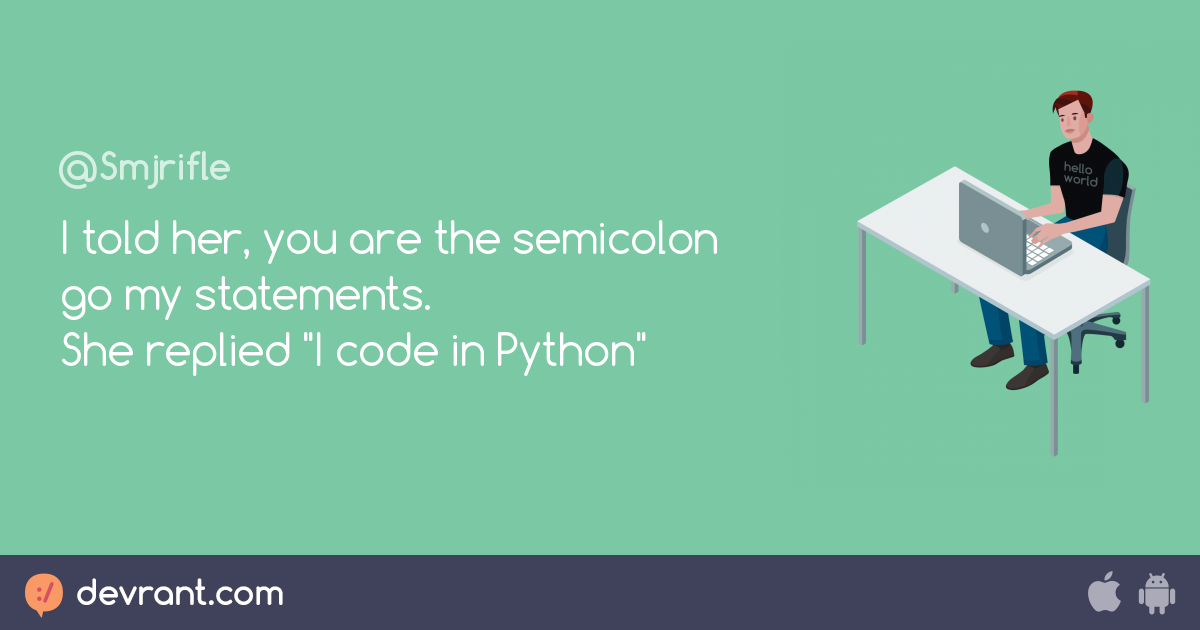 @Smjrifle
I told her, you are the semicolon
go my statements.
She replied "I code in Python"
hello
world
:/
devrant.com